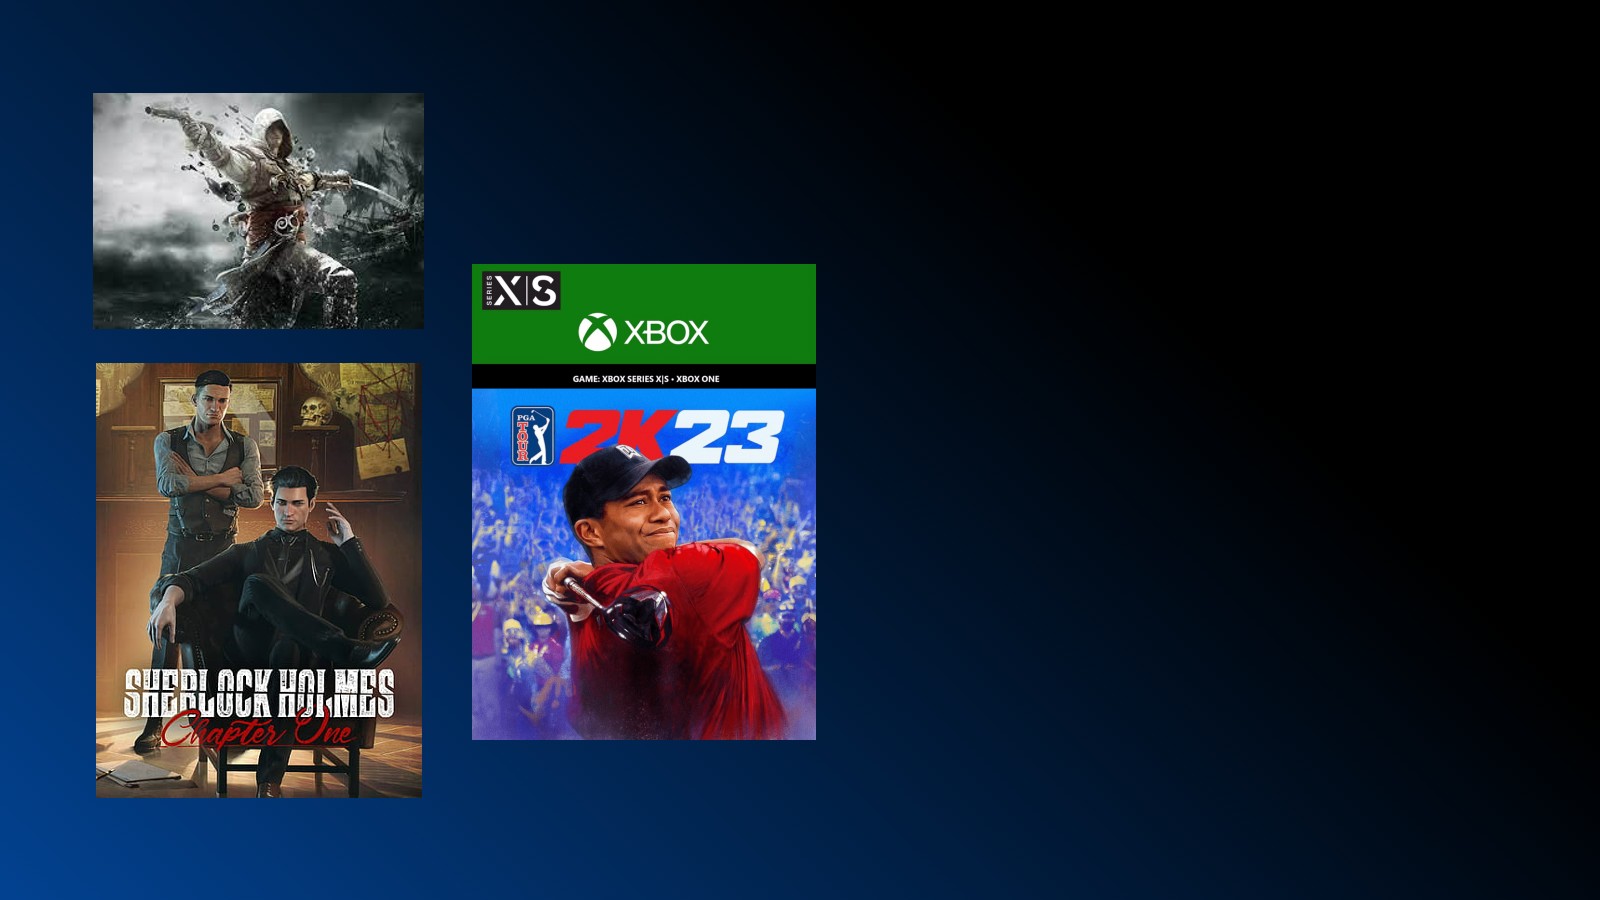 SHERLOCK HOLMES
Chapter One
SERIES X|S
XBOX
GAME: XBOX SERIES X|S • XBOX ONE
PGA TOUR 2K23